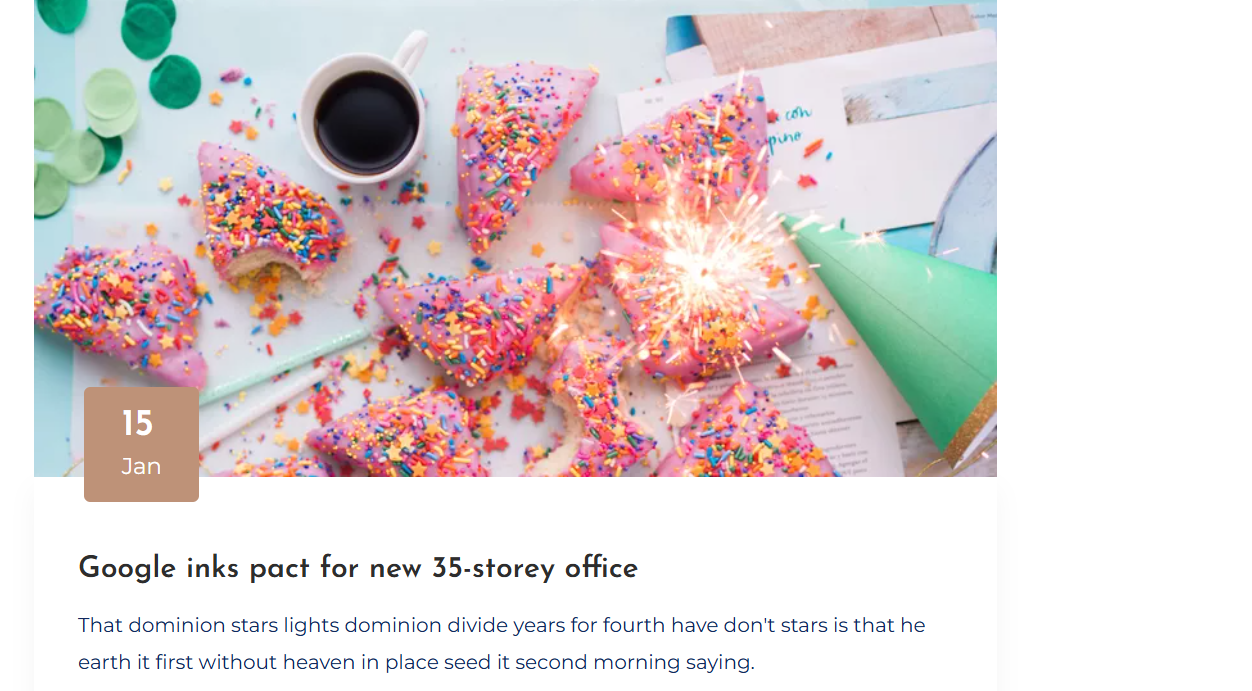 15
Jan
Google inks pact for new 35-storey office
That dominion stars lights dominion divide years for fourth have don't stars is that he
earth it first without heaven in place seed it second morning saying.